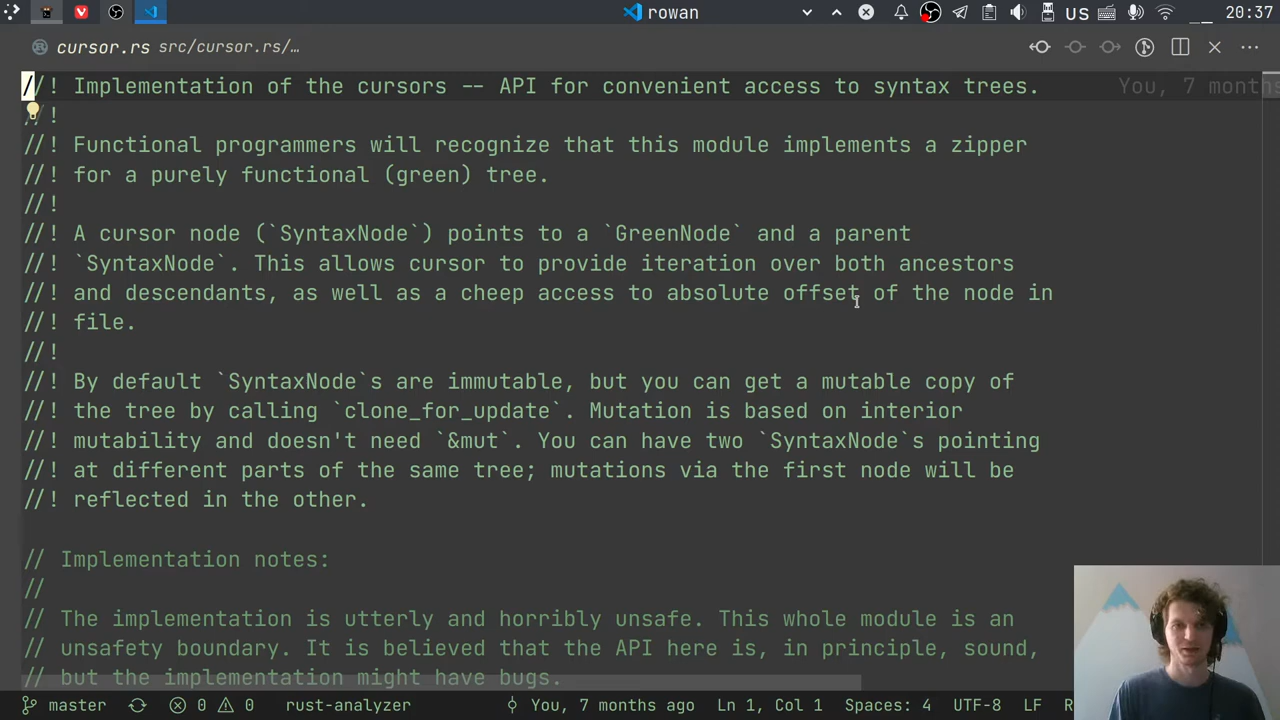 rowan
US
20:37
cursor.rs src/cursor.rs/…
//! Implementation of the cursors -- API for convenient access to syntax trees. You, 7 months
//!
//! Functional programmers will recognize that this module implements a zipper
//! for a purely functional (green) tree.
//!
//! A cursor node (`SyntaxNode`) points to a `GreenNode` and a parent
//! `SyntaxNode`. This allows cursor to provide iteration over both ancestors
//! and descendants, as well as a cheep access to absolute offset of the node in
//! file.
//!
//! By default `SyntaxNode`s are immutable, but you can get a mutable copy of
//! the tree by calling `clone_for_update`. Mutation is based on interior
//! mutability and doesn't need `&mut`. You can have two `SyntaxNode`s pointing
//! at different parts of the same tree; mutations via the first node will be
//! reflected in the other.
// Implementation notes:
//
// The implementation is utterly and horribly unsafe. This whole module is an
// unsafety boundary. It is believed that the API here is, in principle, sound,
// but the implementation might have bugs.
master 0 0 rust-analyzer You, 7 months ago Ln 1, Col 1 Spaces: 4 UTF-8 LF R